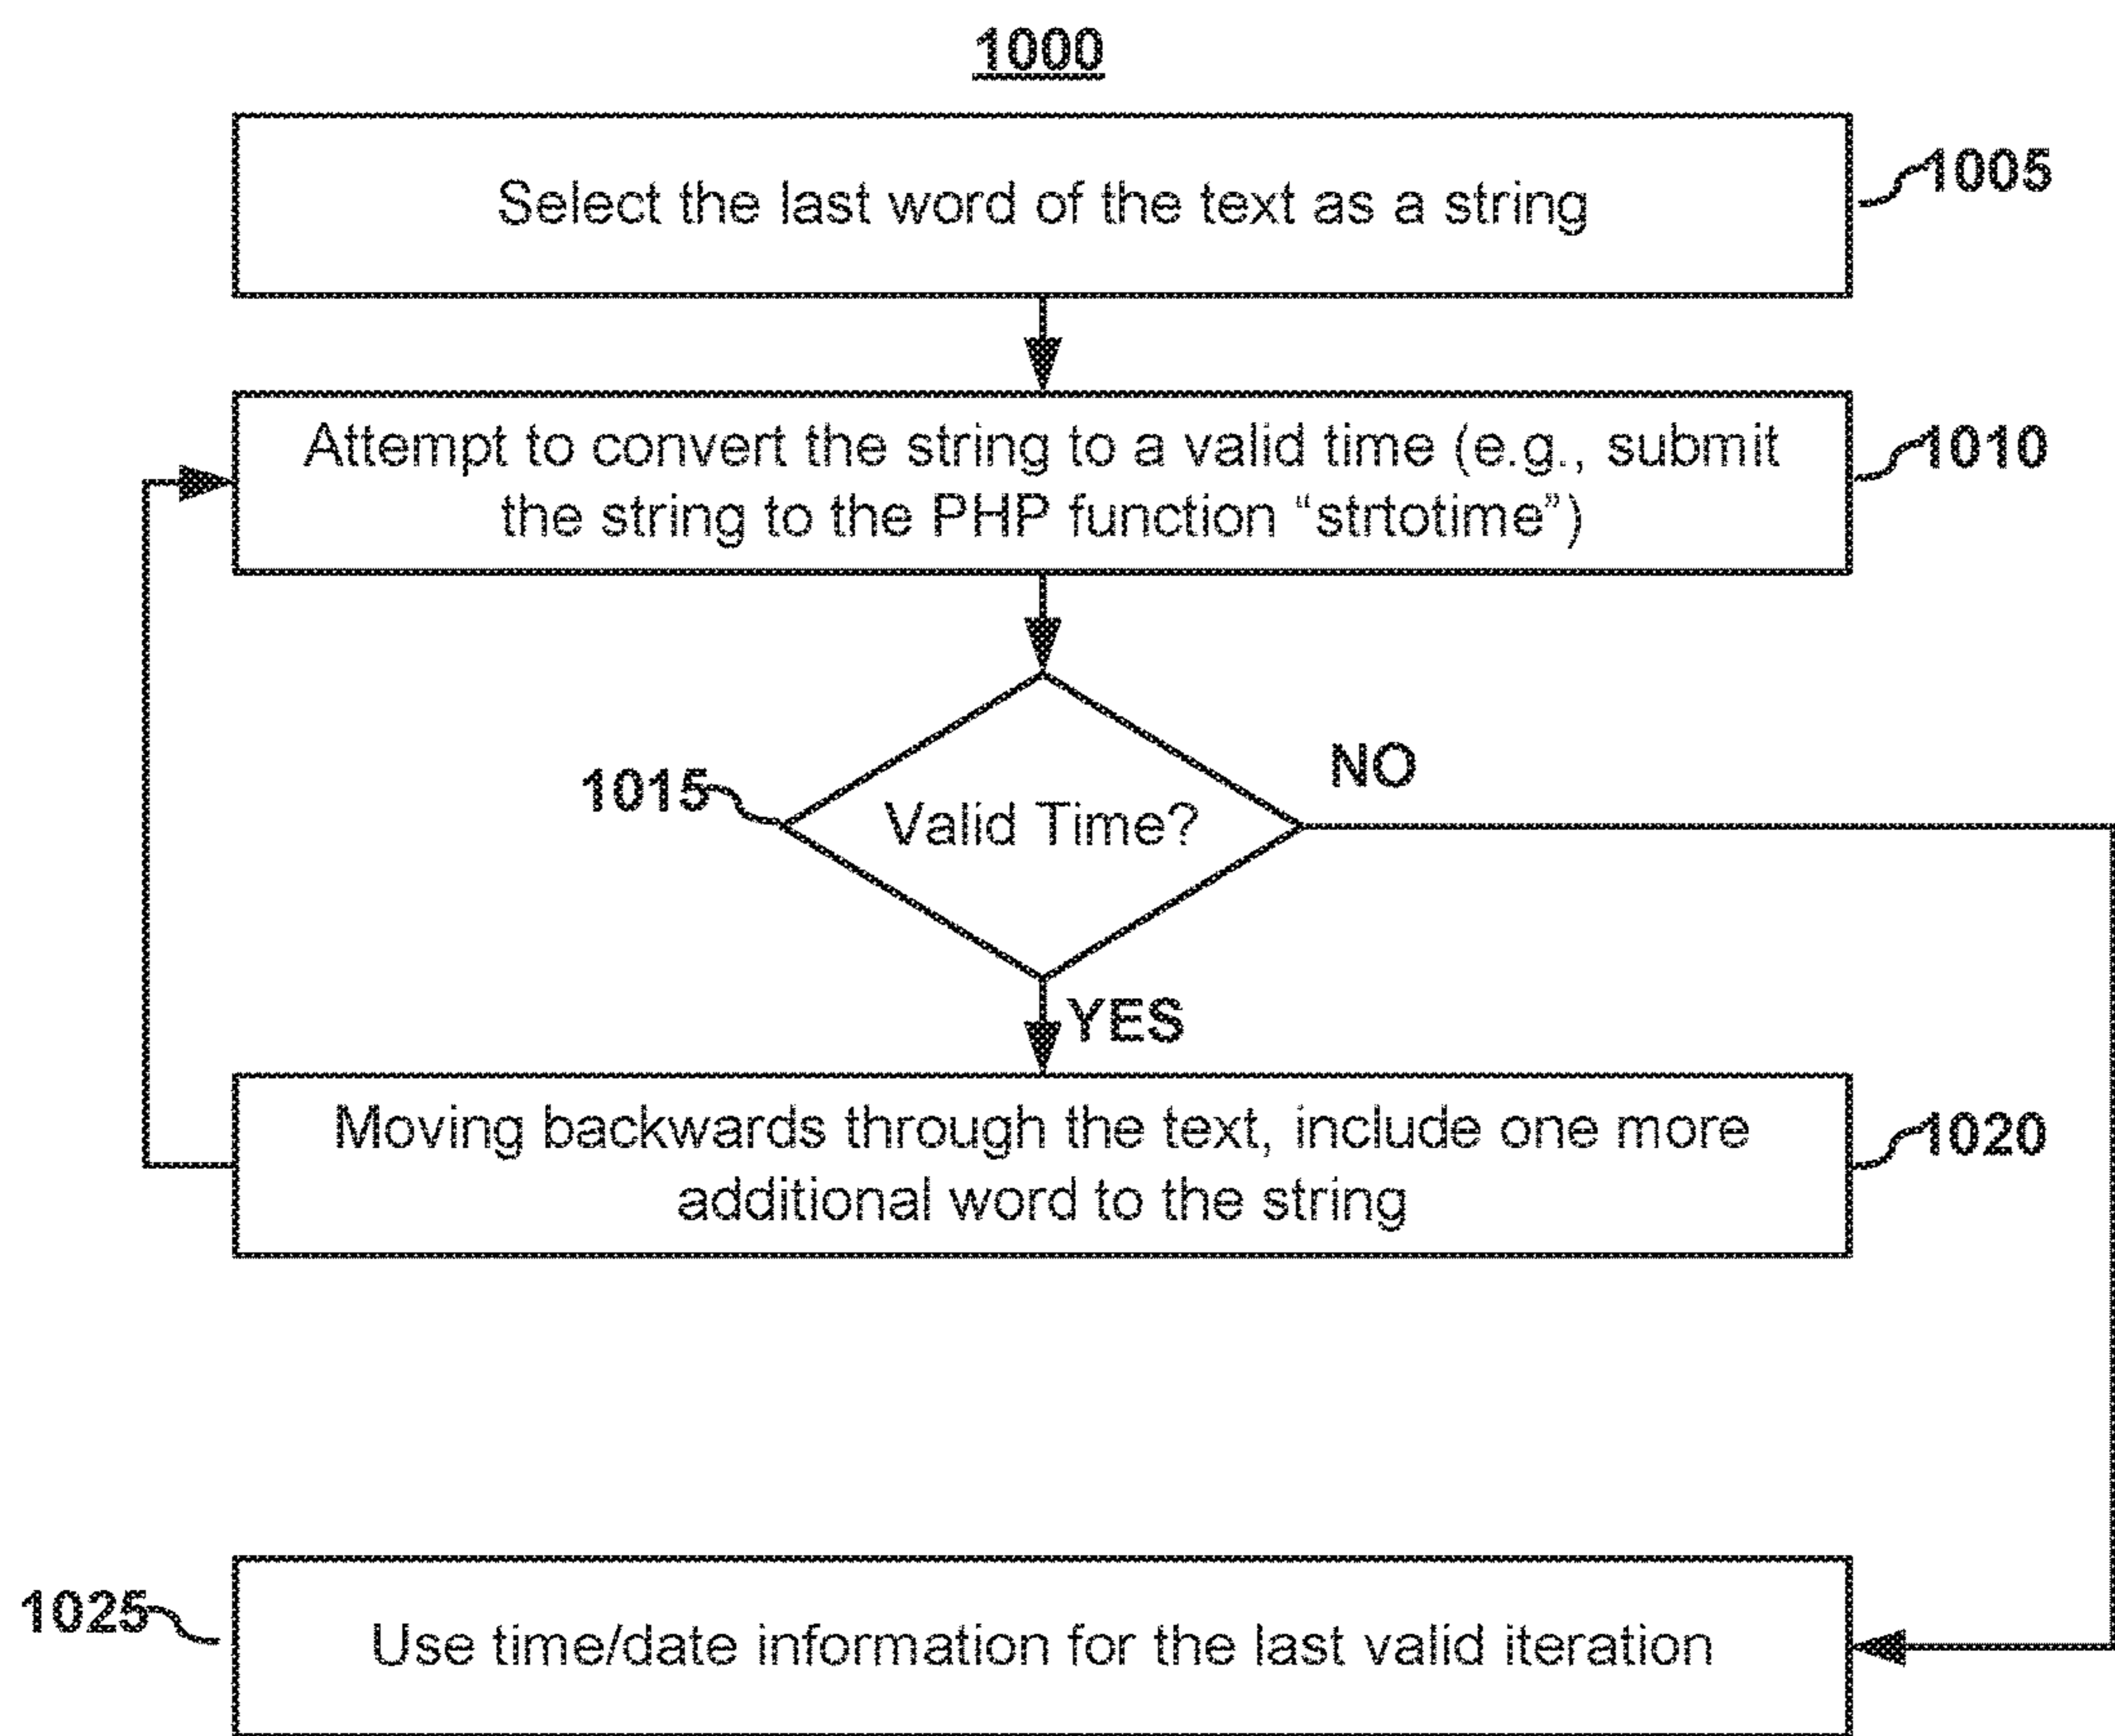 1000
Select the last word of the text as a string
1005
Attempt to convert the string to a valid time (e.g., submit
the string to the PHP function “strtotime”)
1010
1015
Valid Time?
NO
YES
Moving backwards through the text, include one more
additional word to the string
1020
1025
Use time/date information for the last valid iteration